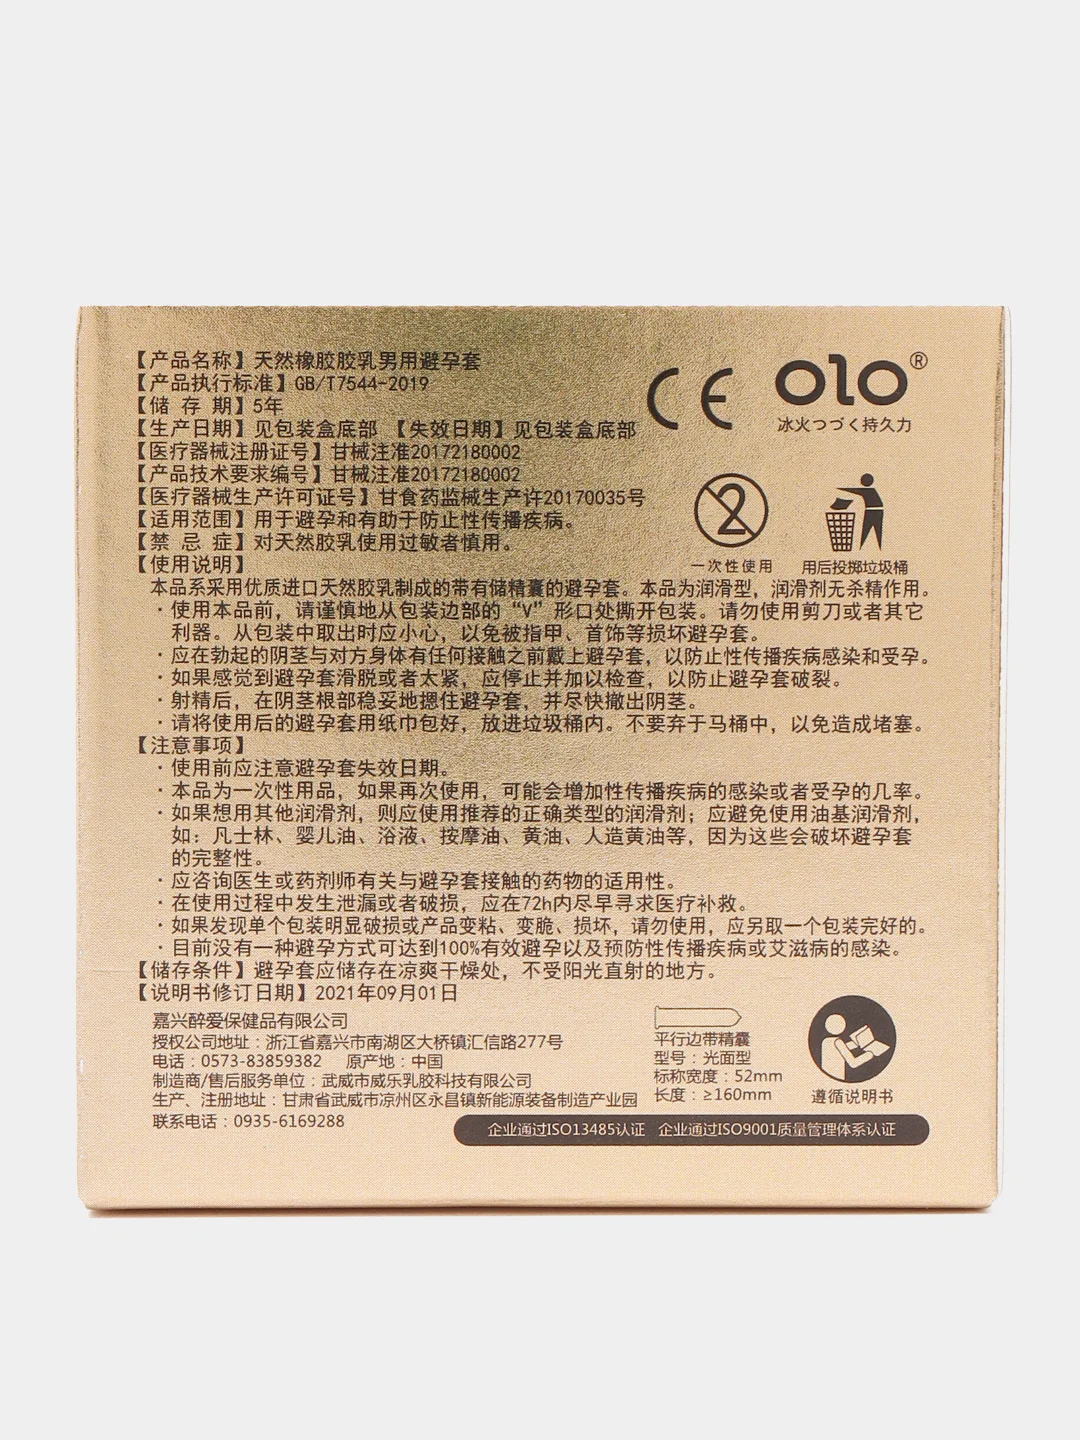 【产品名称】天然橡胶胶乳男用避孕套
【产品执行标准】GB/T7544-2019
【储 存 期】5年
【生产日期】见包装盒底部 【失效日期】见包装盒底部
【医疗器械注册证号】甘械注准20172180002
【产品技术要求编号】甘械注准20172180002
【医疗器械生产许可证号】甘食药监械生产许20170035号
【适用范围】用于避孕和有助于防止性传播疾病。
【禁 忌 症】对天然胶乳使用过敏者慎用。
CE
olo®
冰火つづく持久力
2
一次性使用
用后投掷垃圾桶
【使用说明】
本品系采用优质进口天然胶乳制成的带有储精囊的避孕套。本品为润滑型，润滑剂无杀精作用。
·使用本品前，请谨慎地从包装边部的“V”形口处撕开包装。请勿使用剪刀或者其它
利器。从包装中取出时应小心，以免被指甲、首饰等损坏避孕套。
·应在勃起的阴茎与对方身体有任何接触之前戴上避孕套，以防止性传播疾病感染和受孕。
·如果感觉到避孕套滑脱或者太紧，应停止并加以检查，以防止避孕套破裂。
·射精后，在阴茎根部稳妥地摁住避孕套，并尽快撤出阴茎。
·请将使用后的避孕套用纸巾包好，放进垃圾桶内。不要弃于马桶中，以免造成堵塞。
【注意事项】
·使用前应注意避孕套失效日期。
·本品为一次性用品，如果再次使用，可能会增加性传播疾病的感染或者受孕的几率。
·如果想用其他润滑剂，则应使用推荐的正确类型的润滑剂；应避免使用油基润滑剂，
如：凡士林、婴儿油、浴液、按摩油、黄油、人造黄油等，因为这些会破坏避孕套
的完整性。
·应咨询医生或药剂师有关与避孕套接触的药物的适用性。
·在使用过程中发生泄漏或者破损，应在72h内尽早寻求医疗补救。
·如果发现单个包装明显破损或产品变粘、变脆、损坏，请勿使用，应另取一个包装完好的。
·目前没有一种避孕方式可达到100%有效避孕以及预防性传播疾病或艾滋病的感染。
【储存条件】避孕套应储存在凉爽干燥处，不受阳光直射的地方。
【说明书修订日期】2021年09月01日
嘉兴醉爱保健品有限公司
授权公司地址：浙江省嘉兴市南湖区大桥镇汇信路277号
电话：0573-83859382 原产地：中国
制造商/售后服务单位：武威市威乐乳胶科技有限公司
生产、注册地址：甘肃省武威市凉州区永昌镇新能源装备制造产业园
联系电话：0935-6169288
平行边带精囊
型号：光面型
标称宽度：52mm
长度：≥160mm
遵循说明书
企业通过ISO13485认证 企业通过ISO9001质量管理体系认证